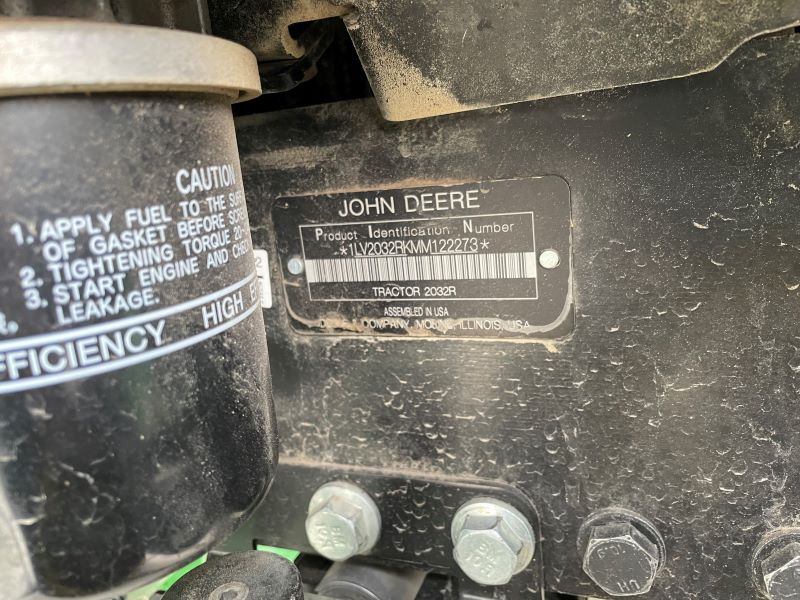 CAUTION
1. APPLY FUEL TO THE
OF GASKET BEFORE
2. TIGHTENING TORQUE 20-
3. START ENGINE AND
LEAKAGE.
HIGH
JOHN DEERE
Product Identification Number
*1LV2032RKMM122273*
TRACTOR 2032R
ASSEMBLED IN USA
COMPANY, MOLINE, ILLINOIS, USA